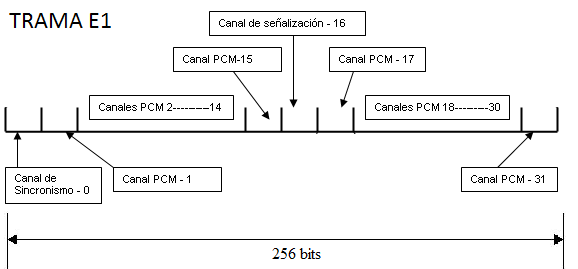 TRAMA E1
Canal de señalización - 16
Canal PCM-15
Canal PCM - 17
Canales PCM 2----------14
Canales PCM 18---------30
Canal de
Sincronismo - 0
Canal PCM - 1
Canal PCM - 31
256 bits